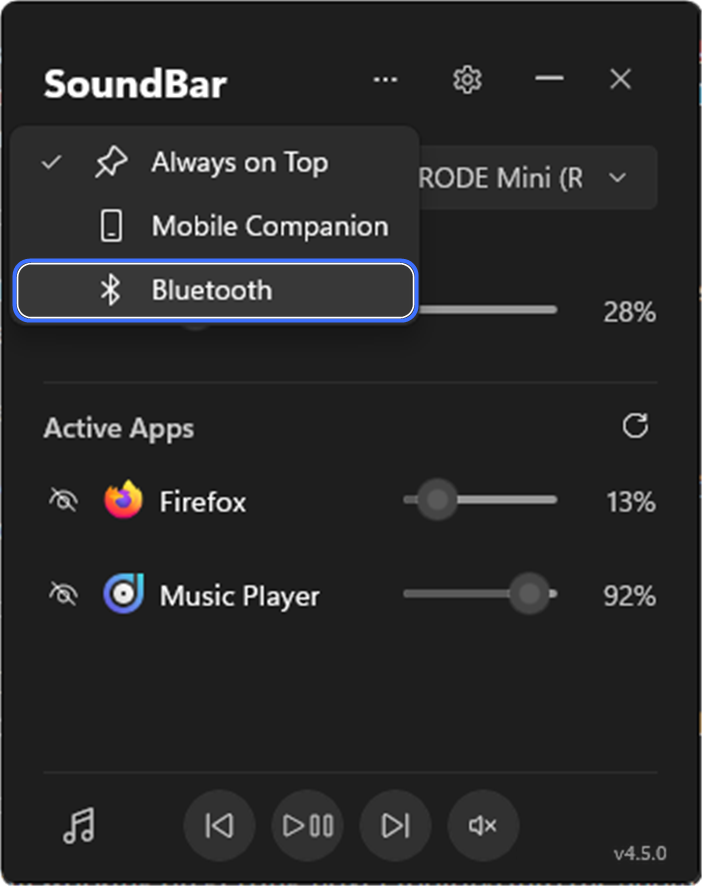 SoundBar
Always on Top
RODE Mini (R
Mobile Companion
Bluetooth
28%
Active Apps
Firefox
13%
Music Player
92%
v4.5.0